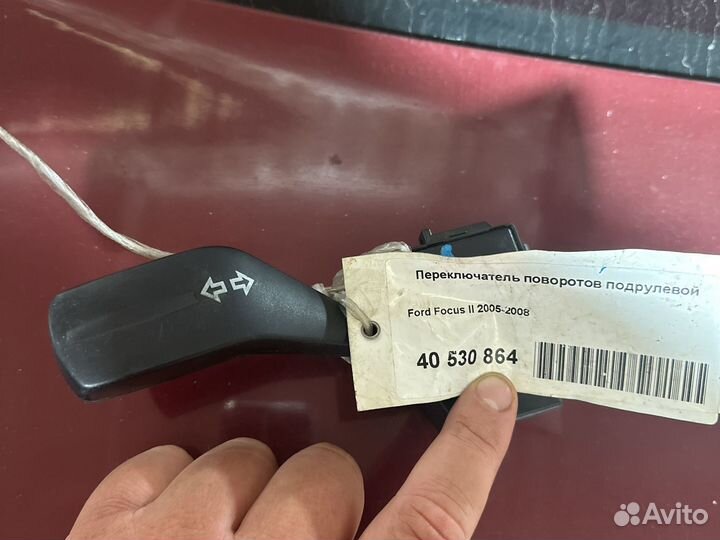 Переключатель поворотов подрулевой
Ford Focus II 2005-2008
40 530 864
Avito